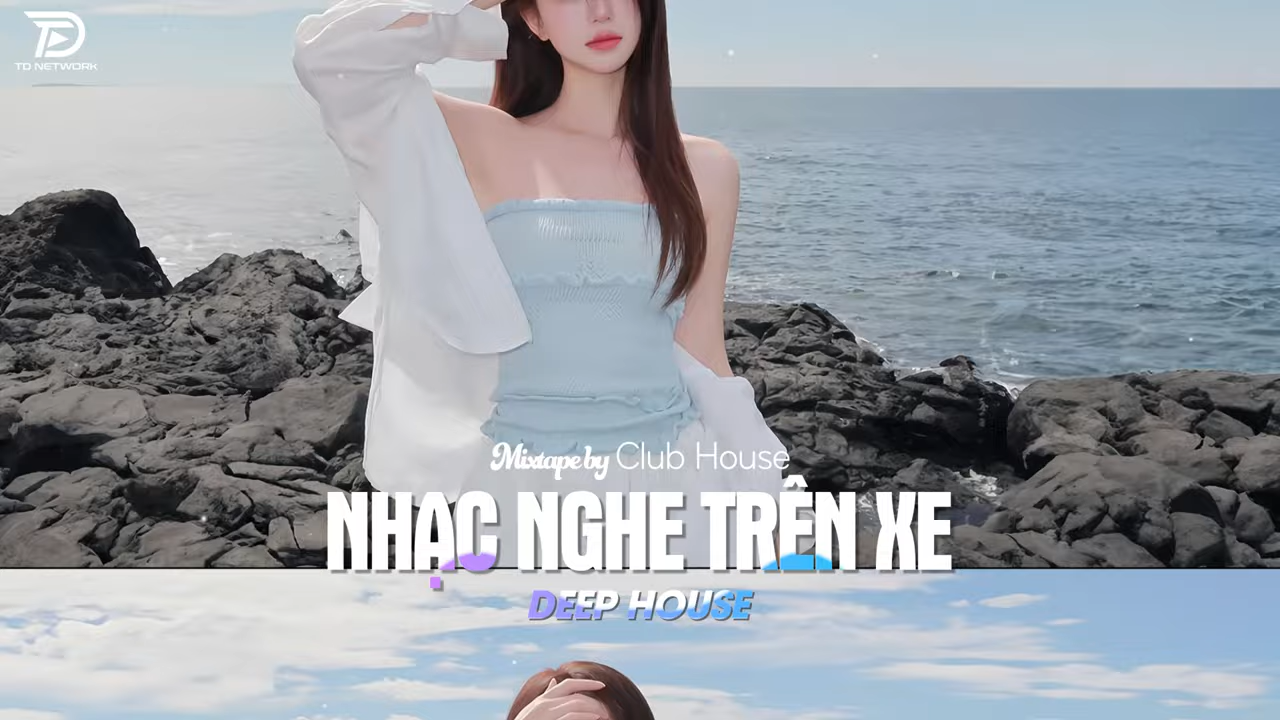 TD NETWORK
Mixtape by Club House
NHẠC NGHE TRÊN XE
DEEP HOUSE